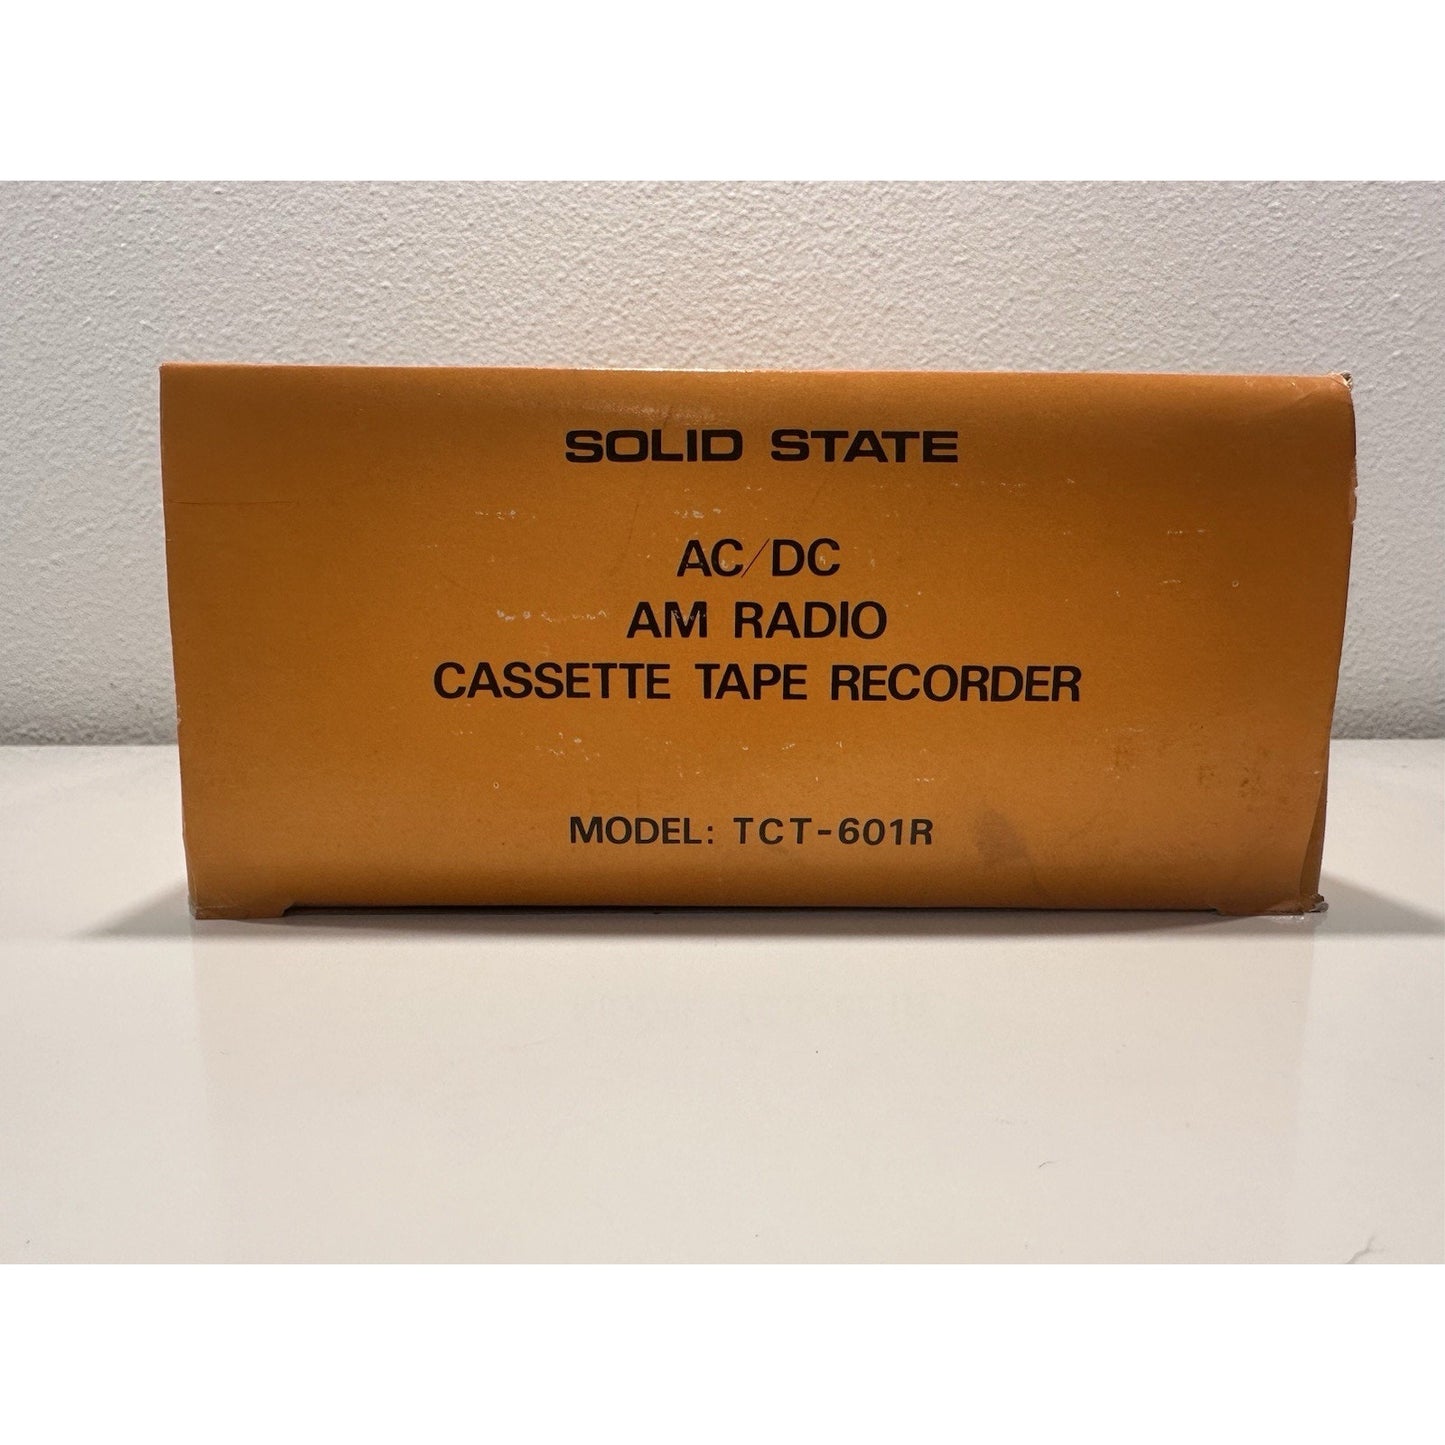 SOLID STATE
AC/DC
AM RADIO
CASSETTE TAPE RECORDER
MODEL: TCT-601R